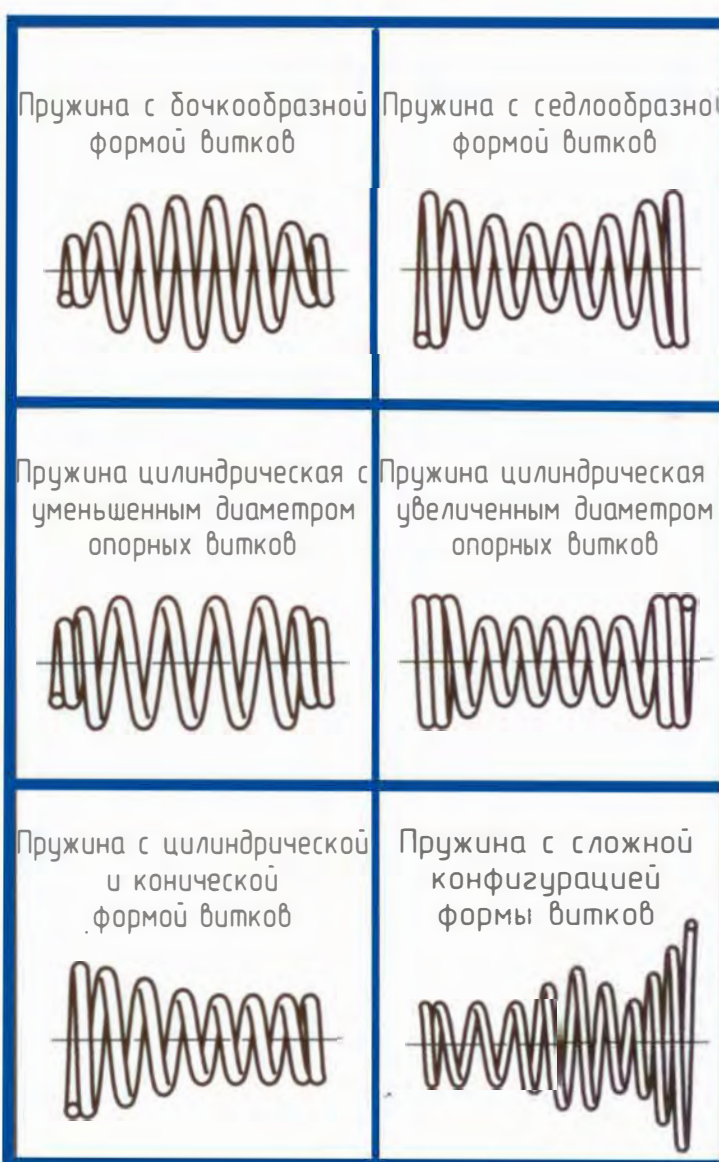 Пружина с бочкообразной
формой витков
Пружина с седлообразной
формой витков
Пружина цилиндрическая с
уменьшенным диаметром
опорных витков
Пружина цилиндрическая
увеличенным диаметром
опорных витков
Пружина с цилиндрической
и конической
формой витков
Пружина с сложной
конфигурацией
формы витков